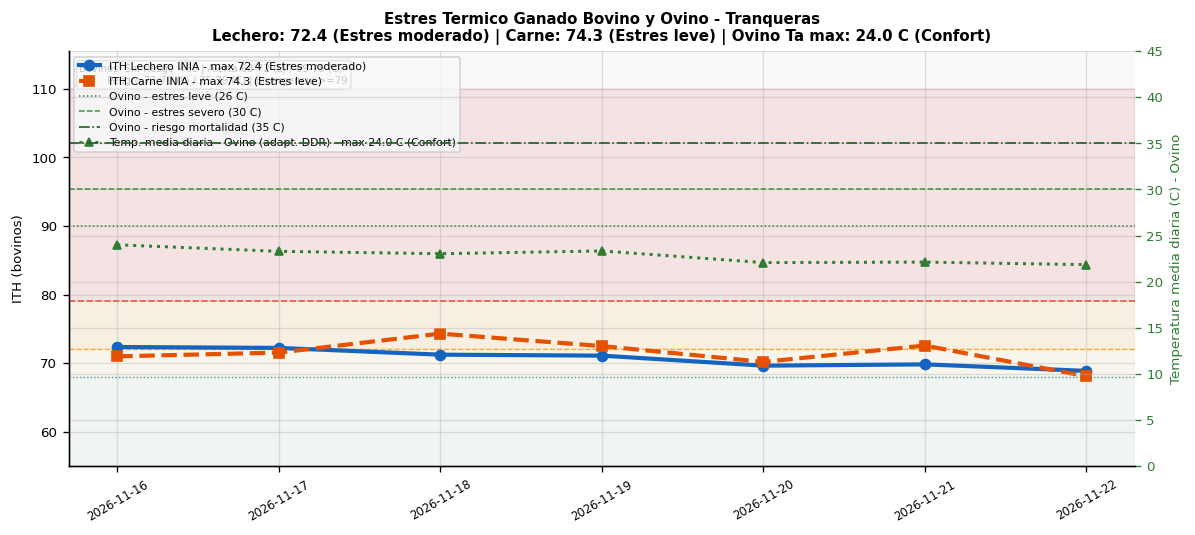 Estres Termico Ganado Bovino y Ovino - Tranqueras
Lechero: 72.4 (Estres moderado) | Carne: 74.3 (Estres leve) | Ovino Ta max: 24.0 C (Confort)
ITH Lechero INIA - max 72.4 (Estres moderado)
ITH Carne INIA - max 74.3 (Estres leve)
Ovino - estres leve (26 C)
Ovino - estres severo (30 C)
Ovino - riesgo mortalidad (35 C)
Temp. media diaria - Ovino (adapt. DDR) - max 24.0 C (Confort)
>=79
ITH (bovinos)
110
100
90
80
70
60
45
40
35
30
25
20
15
10
5
0
Temperatura media diaria (C) - Ovino
2026-11-16
2026-11-17
2026-11-18
2026-11-19
2026-11-20
2026-11-21
2026-11-22